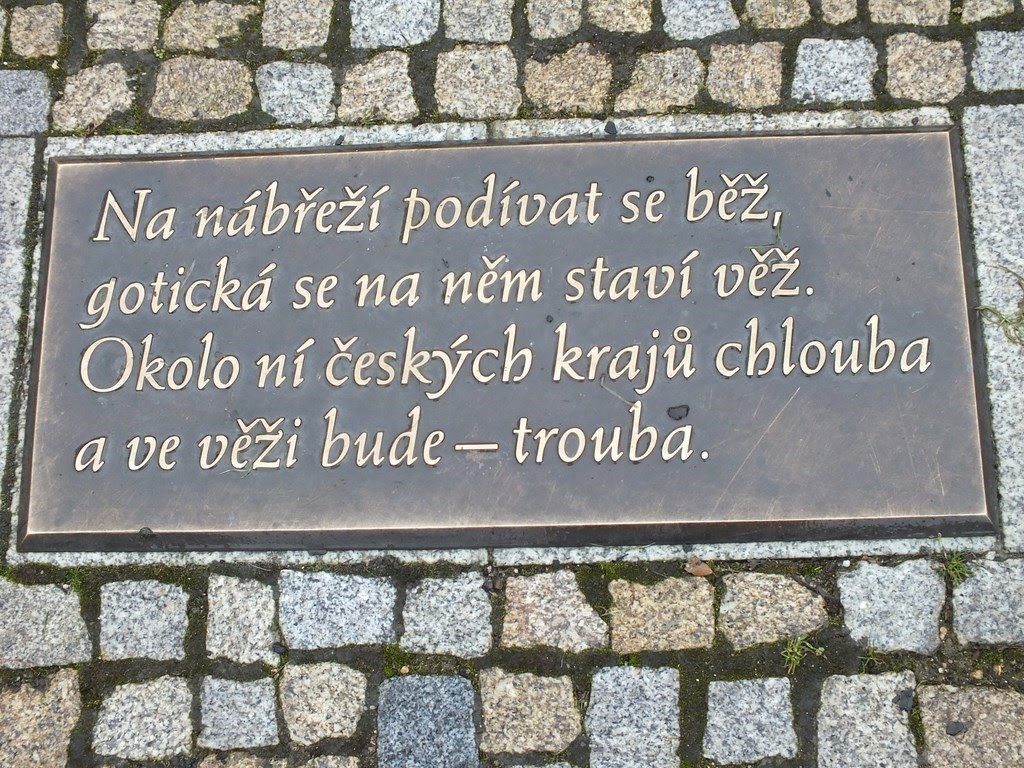 Na nábřeží podívat se běž,
gotická se na něm staví věž.
Okolo ní českých krajů chlouba
a ve věži bude – trouba.